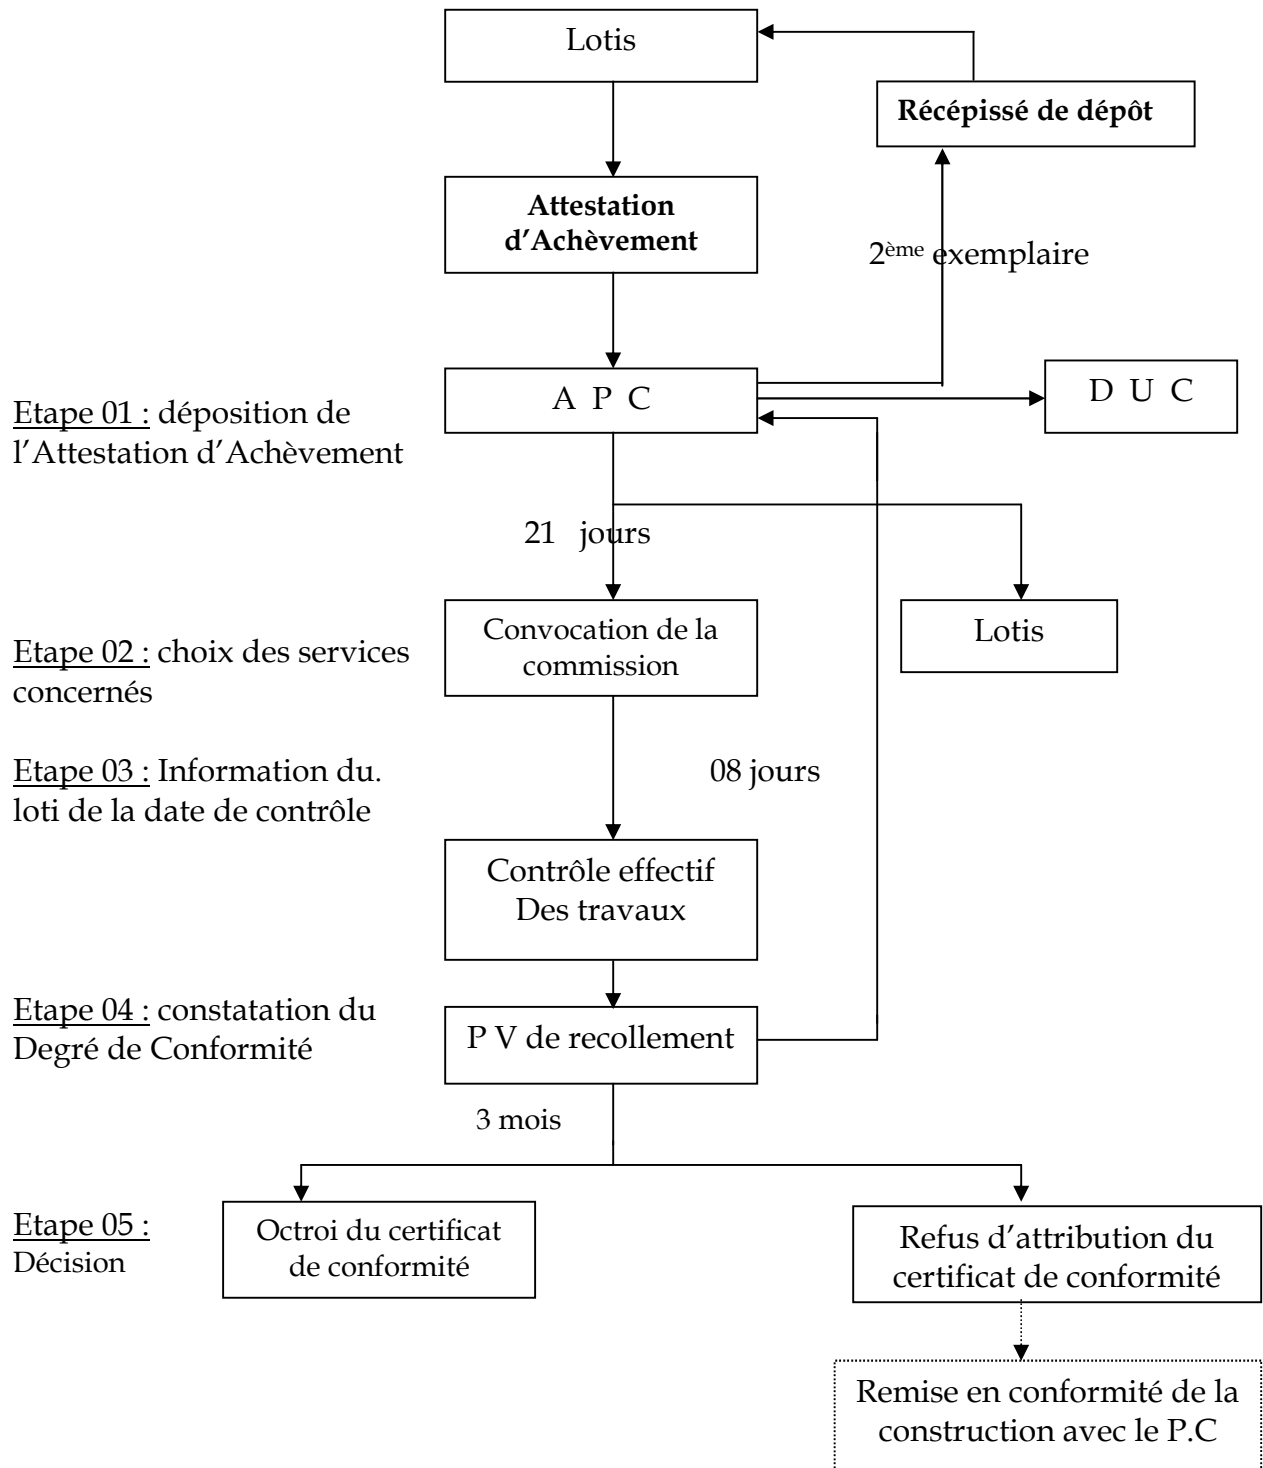 Lotis
Récépissé de dépôt
Attestation
d’Achèvement
2ème exemplaire
A P C
D U C
Etape 01 : déposition de
l’Attestation d’Achèvement
21 jours
Convocation de la
commission
Lotis
Etape 02 : choix des services
concernés
Etape 03 : Information du.
loti de la date de contrôle
08 jours
Contrôle effectif
Des travaux
Etape 04 : constatation du
Degré de Conformité
P V de recollement
3 mois
Etape 05 :
Décision
Octroi du certificat
de conformité
Refus d’attribution du
certificat de conformité
Remise en conformité de la
construction avec le P.C